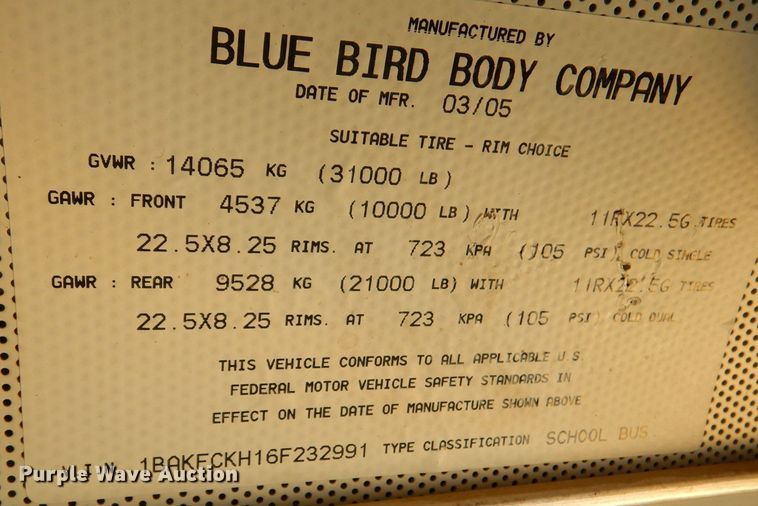 MANUFACTURED BY
BLUE BIRD BODY COMPANY
DATE OF MFR. 03/05
SUITABLE TIRE - RIM CHOICE
GVWR : 14065 KG (31000 LB)
GAWR : FRONT 4537 KG (10000 LB) WITH 11RX22.5G TIRES
22.5X8.25 RIMS. AT 723 KPA (105 PSI) COLD SINGLE
GAWR : REAR 9528 KG (21000 LB) WITH 11RX22.5G TIRES
22.5X8.25 RIMS. AT 723 KPA (105 PSI) COLD DUAL
THIS VEHICLE CONFORMS TO ALL APPLICABLE U.S.
FEDERAL MOTOR VEHICLE SAFETY STANDARDS IN
EFFECT ON THE DATE OF MANUFACTURE SHOWN ABOVE
V.I.N. 1BAKFCKH16F232991 TYPE CLASSIFICATION SCHOOL BUS
Purple Wave Auction